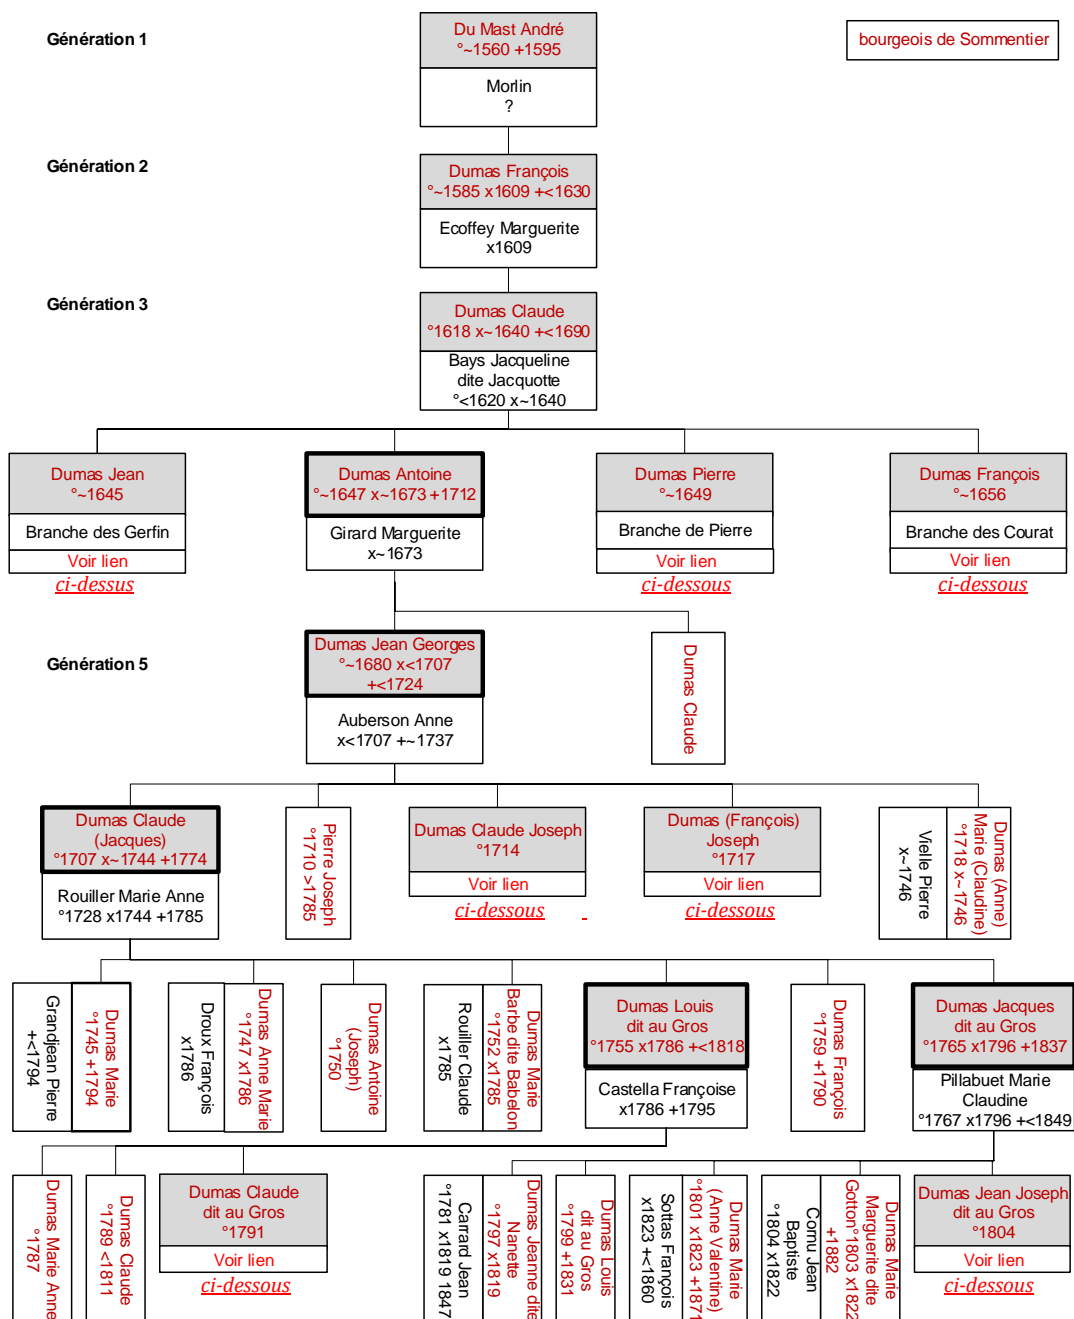 Génération 1
Du Mast André
°~1560 +1595
bourgeois de Sommentier
Morlin
?
Génération 2
Dumas François
°~1585 x1609 +<1630
Ecoffey Marguerite
x1609
Génération 3
Dumas Claude
°1618 x~1640 +<1690
Bays Jacqueline
dite Jacquotte
°<1620 x~1640
Dumas Jean
°~1645
Branche des Gerfin
Voir lien
ci-dessus
Dumas Antoine
°~1647 x~1673 +1712
Girard Marguerite
x~1673
Dumas Pierre
°~1649
Branche de Pierre
Voir lien
ci-dessous
Dumas François
°~1656
Branche des Courat
Voir lien
ci-dessous
Génération 5
Dumas Jean Georges
°~1680 x<1707
+<1724
Auberson Anne
x<1707 +~1737
Dumas Claude
Dumas Claude
(Jacques)
°1707 x~1744 +1774
Rouiller Marie Anne
°1728 x1744 +1785
Pierre Joseph
°1710 >1785
Dumas Claude Joseph
°1714
Voir lien
ci-dessous
Dumas (François)
Joseph
°1717
Voir lien
ci-dessous
Dumas (Anne)
Marie (Claudine)
°1718 x~1746
Vielle Pierre
x~1746
Dumas Marie
°1745 +1794
Grandjean Pierre
+<1794
Dumas Anne Marie
°1747 x1786
Droux François
x1786
Dumas Antoine
(Joseph)
°1750
Dumas Marie
Barbe dite Babelon
°1752 x1785
Rouiller Claude
x1785
Dumas Louis
dit au Gros
°1755 x1786 +<1818
Castella Françoise
x1786 +1795
Dumas François
°1759 +1790
Dumas Jacques
dit au Gros
°1765 x1796 +1837
Pillabuet Marie
Claudine
°1767 x1796 +<1849
Dumas Marie Anne
°1787
Dumas Claude
°1789 <1811
Dumas Claude
dit au Gros
°1791
Voir lien
ci-dessous
Dumas Jeanne dite
Nanette
°1797 x1819
Carrard Jean
°1781 x1819 1847
Dumas Louis
dit au Gros
°1799 +1831
Dumas Marie
(Anne Valentine)
°1801 x1823 +1871
Sottas François
x1823 +<1860
Dumas Marie
Marguerite dite
Gotton°1803 x1822
+1882
Cornu Jean
Baptiste
°1804 x1822
Dumas Jean Joseph
dit au Gros
°1804
Voir lien
ci-dessous